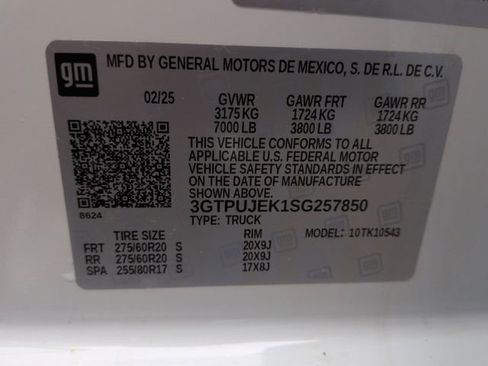 gm
MFD BY GENERAL MOTORS DE MEXICO, S. DE R.L. DE C.V.
02/25 GVWR GAWR FRT GAWR RR
3175 KG 1724 KG 1724 KG
7000 LB 3800 LB 3800 LB
THIS VEHICLE CONFORMS TO ALL
APPLICABLE U.S. FEDERAL MOTOR
VEHICLE SAFETY STANDARDS IN EFFECT
ON THE DATE OF MANUFACTURE
SHOWN ABOVE.
8624 3GTPUJEK1SG257850
TYPE: TRUCK
TIRE SIZE RIM MODEL: 10TK10543
FRT 275/60R20 S 20X9J
RR 275/60R20 S 20X9J
SPA 255/80R17 S 17X8J